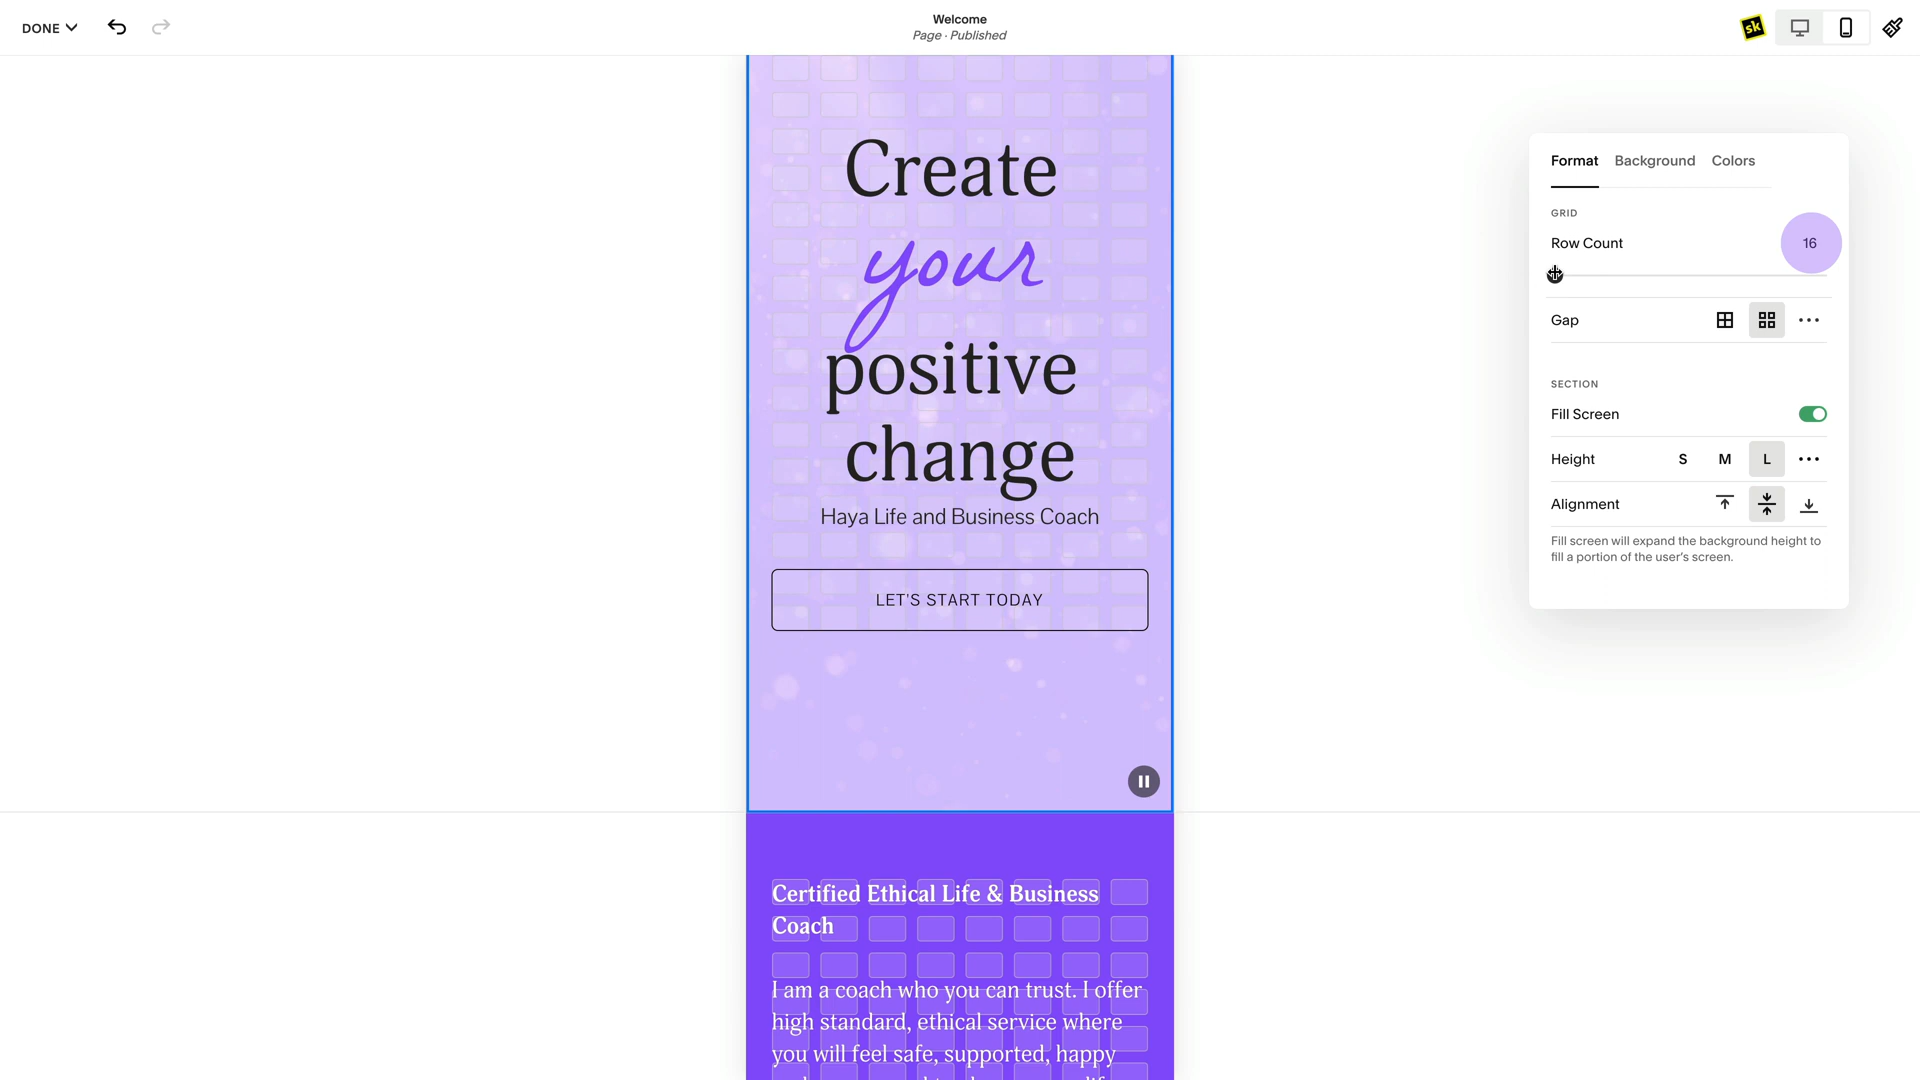 DONE
Welcome
Page · Published
sk
Create
your
positive
change
Haya Life and Business Coach
LET'S START TODAY
Certified Ethical Life & Business
Coach
I am a coach who you can trust. I offer
high standard, ethical service where
you will feel safe, supported, happy
Format Background Colors
GRID
Row Count 16
Gap
SECTION
Fill Screen
Height S M L
Alignment
Fill screen will expand the background height to
fill a portion of the user's screen.